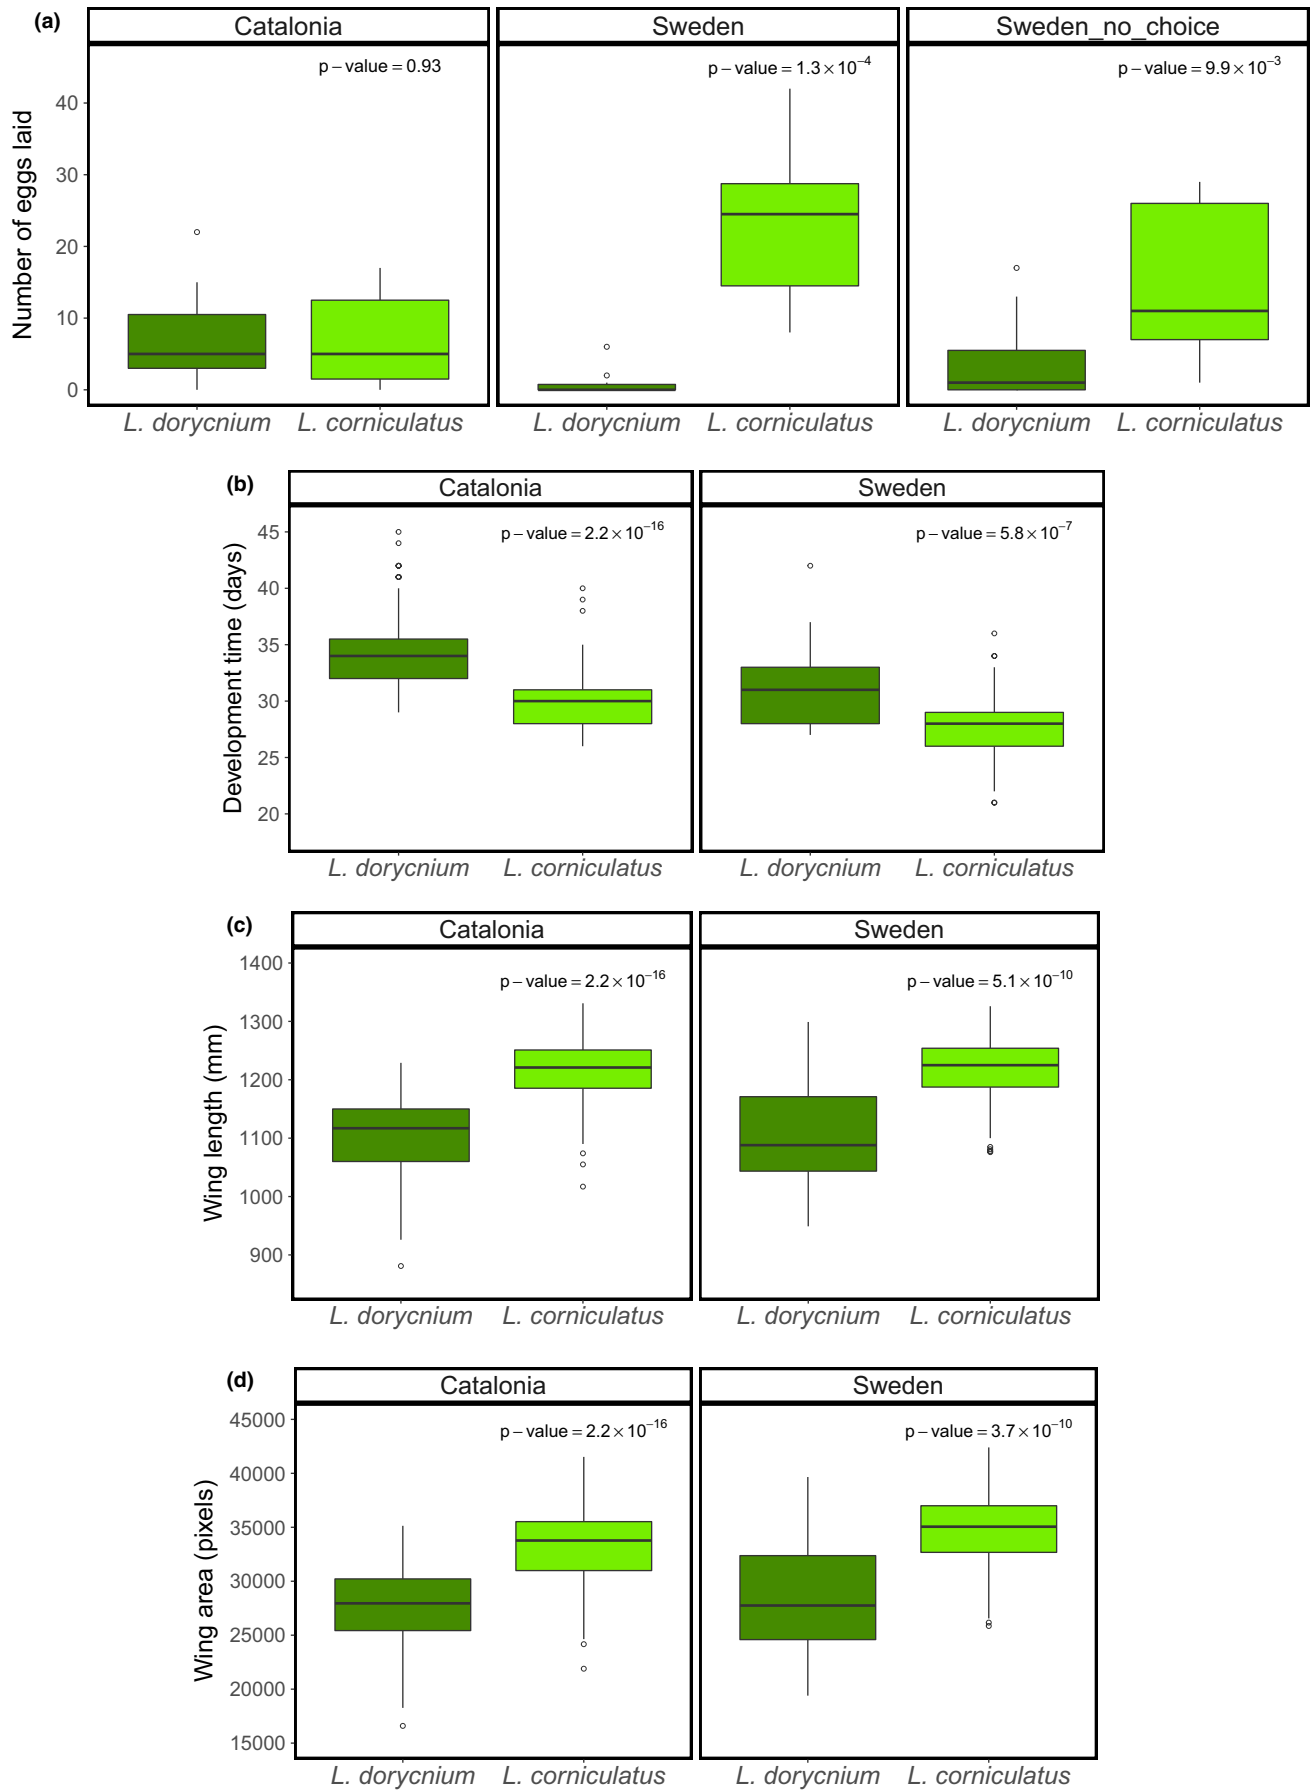 (a)
Catalonia
Sweden
Sweden_no_choice
p – value = 0.93
p – value = 1.3 × 10⁻⁴
p – value = 9.9 × 10⁻³
Number of eggs laid
40
30
20
10
0
L. dorycnium L. corniculatus
L. dorycnium L. corniculatus
L. dorycnium L. corniculatus
(b)
Catalonia
Sweden
p – value = 2.2 × 10⁻¹⁶
p – value = 5.8 × 10⁻⁷
Development time (days)
45
40
35
30
25
20
L. dorycnium L. corniculatus
L. dorycnium L. corniculatus
(c)
Catalonia
Sweden
p – value = 2.2 × 10⁻¹⁶
p – value = 5.1 × 10⁻¹⁰
Wing length (mm)
1400
1300
1200
1100
1000
900
L. dorycnium L. corniculatus
L. dorycnium L. corniculatus
(d)
Catalonia
Sweden
p – value = 2.2 × 10⁻¹⁶
p – value = 3.7 × 10⁻¹⁰
Wing area (pixels)
45000
40000
35000
30000
25000
20000
15000
L. dorycnium L. corniculatus
L. dorycnium L. corniculatus